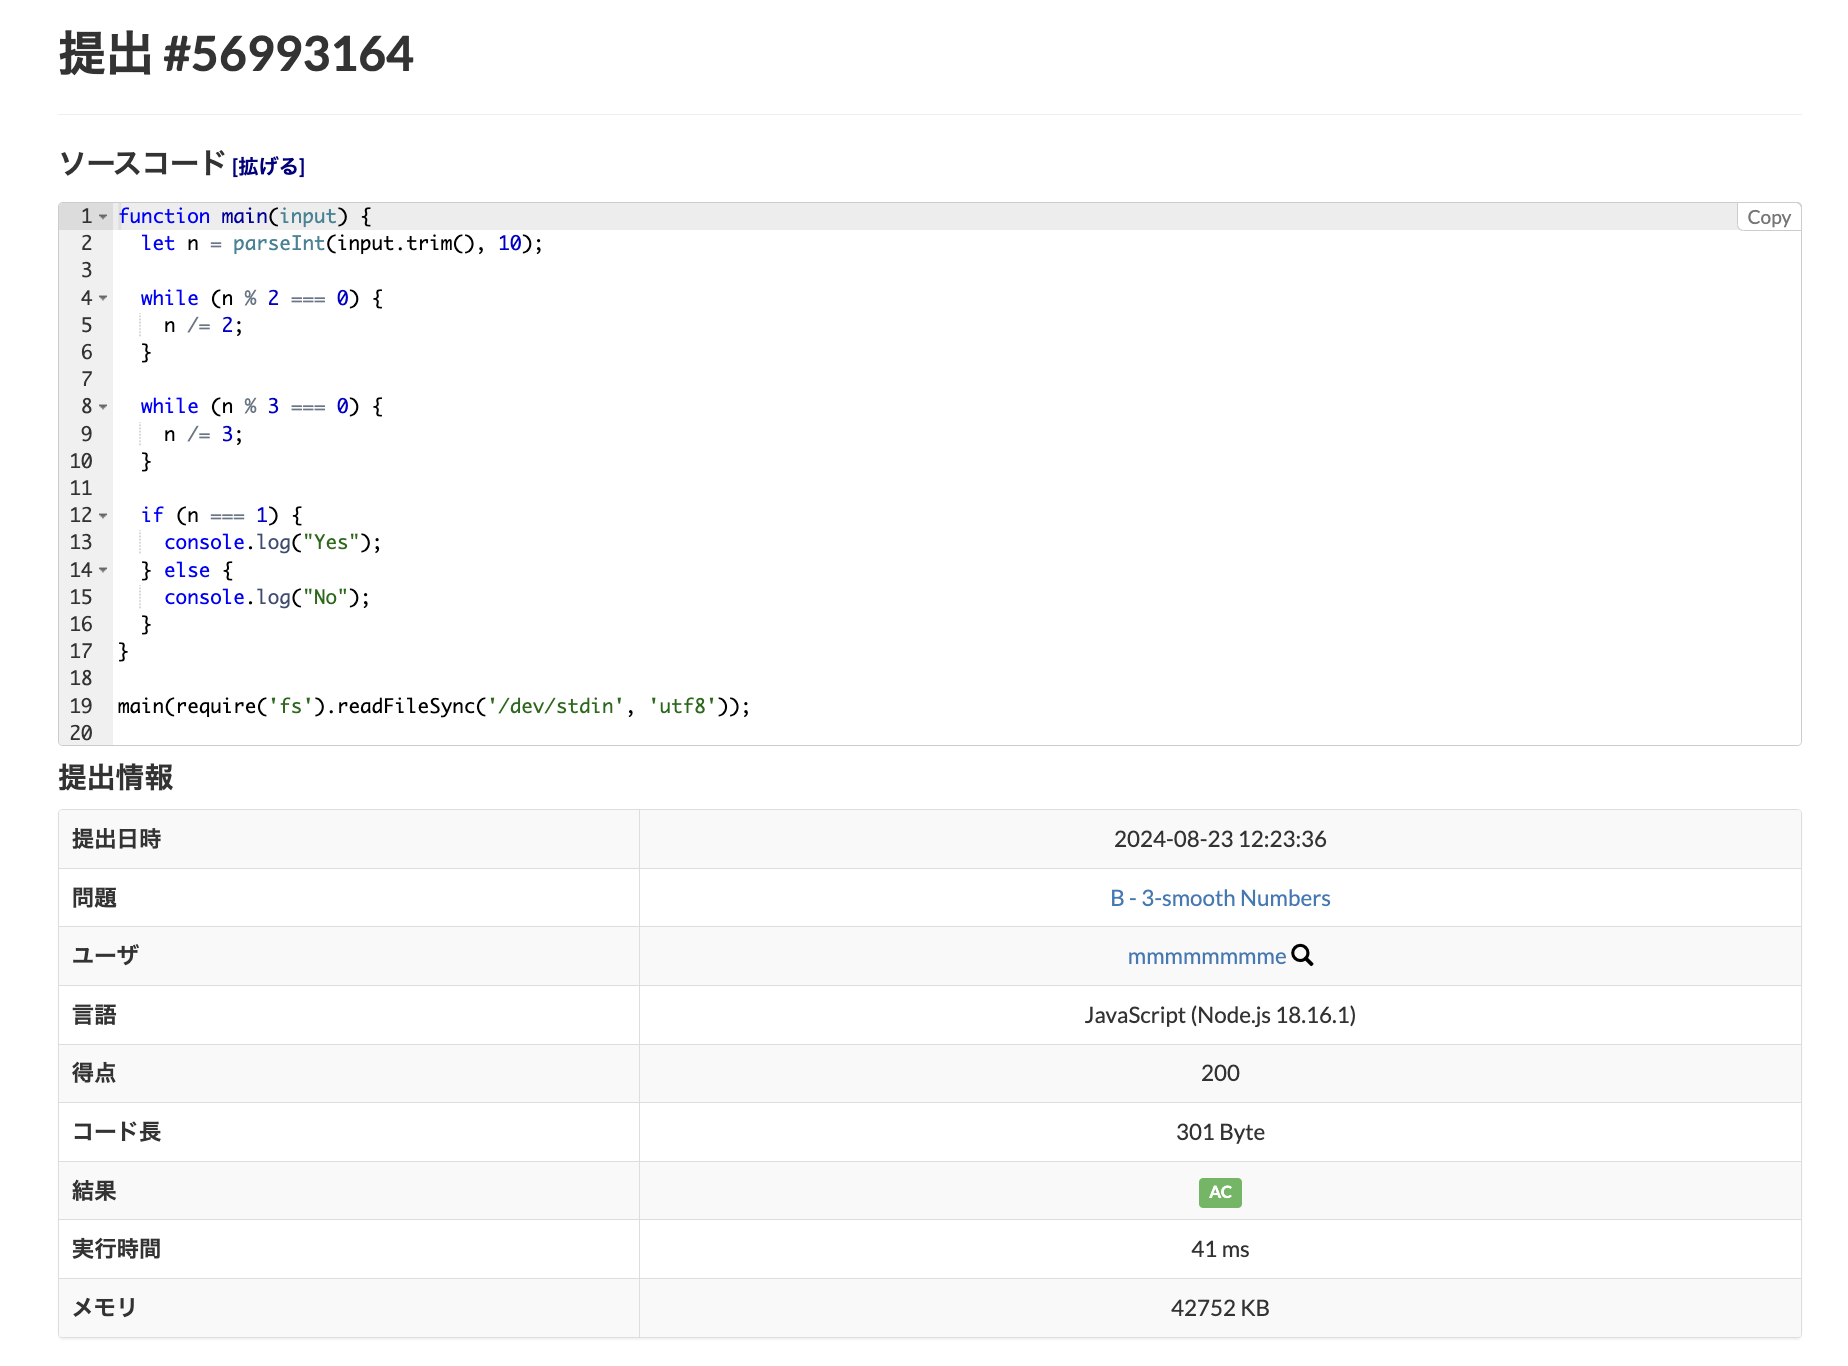 提出 #56993164
ソースコード [拡げる]
Copy
1 function main(input) {
2   let n = parseInt(input.trim(), 10);
3
4   while (n % 2 === 0) {
5     n /= 2;
6   }
7
8   while (n % 3 === 0) {
9     n /= 3;
10   }
11
12   if (n === 1) {
13     console.log("Yes");
14   } else {
15     console.log("No");
16   }
17 }
18
19 main(require('fs').readFileSync('/dev/stdin', 'utf8'));
20
提出情報
提出日時 2024-08-23 12:23:36
問題 B - 3-smooth Numbers
ユーザ mmmmmmmmme
言語 JavaScript (Node.js 18.16.1)
得点 200
コード長 301 Byte
結果 AC
実行時間 41 ms
メモリ 42752 KB